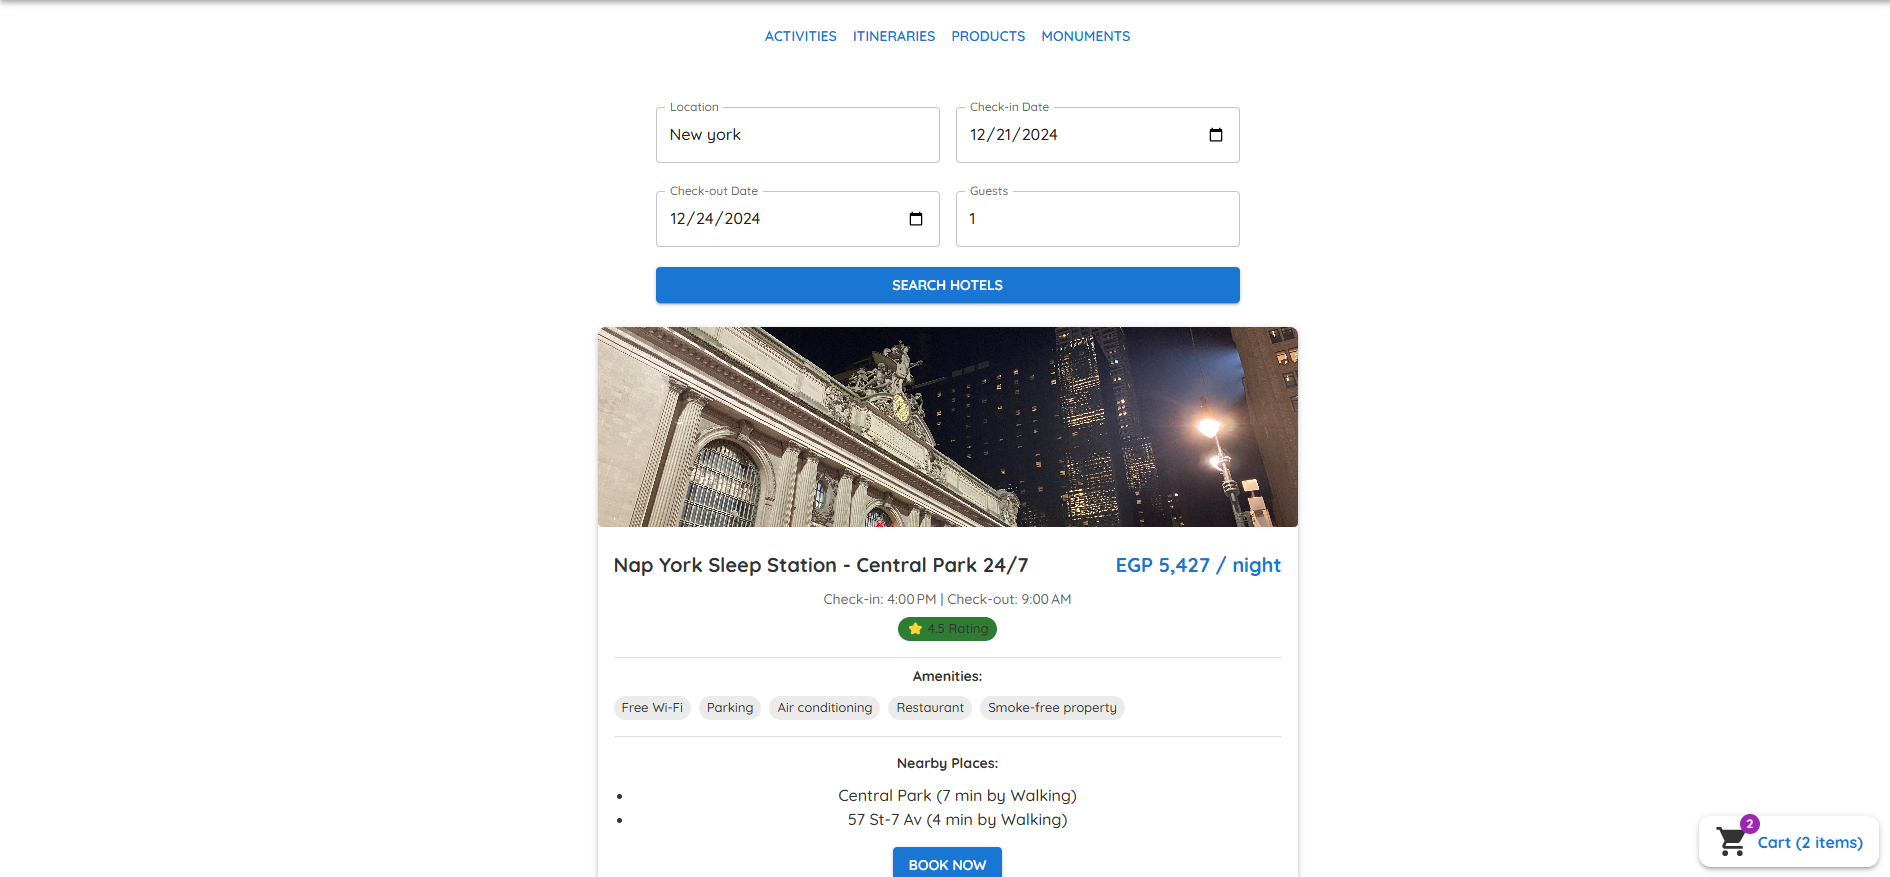 ACTIVITIES ITINERARIES PRODUCTS MONUMENTS
Location
New york
Check-in Date
12/21/2024
Check-out Date
12/24/2024
Guests
1
SEARCH HOTELS
Nap York Sleep Station - Central Park 24/7
EGP 5,427 / night
Check-in: 4:00 PM | Check-out: 9:00 AM
4.5 Rating
Amenities:
Free Wi-Fi Parking Air conditioning Restaurant Smoke-free property
Nearby Places:
• Central Park (7 min by Walking)
• 57 St-7 Av (4 min by Walking)
BOOK NOW
2
Cart (2 items)